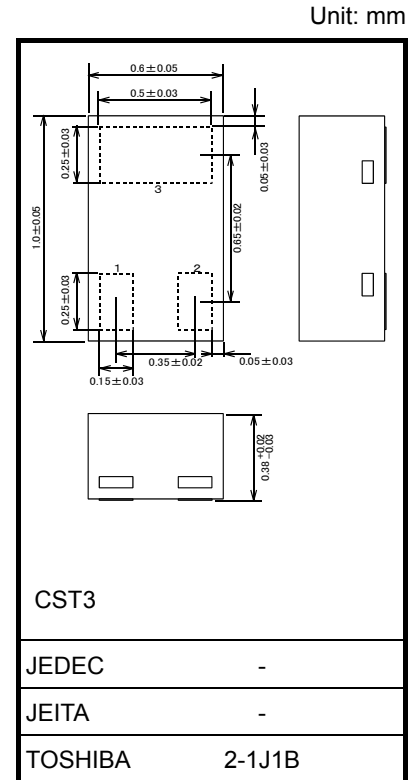 Unit: mm
0.6±0.05
0.5±0.03
0.25±0.03
3
0.05±0.03
0.65±0.02
1.0±0.05
1
2
0.25±0.03
0.35±0.02
0.05±0.03
0.15±0.03
0.38 +0.02 -0.03
CST3
JEDEC -
JEITA -
TOSHIBA 2-1J1B